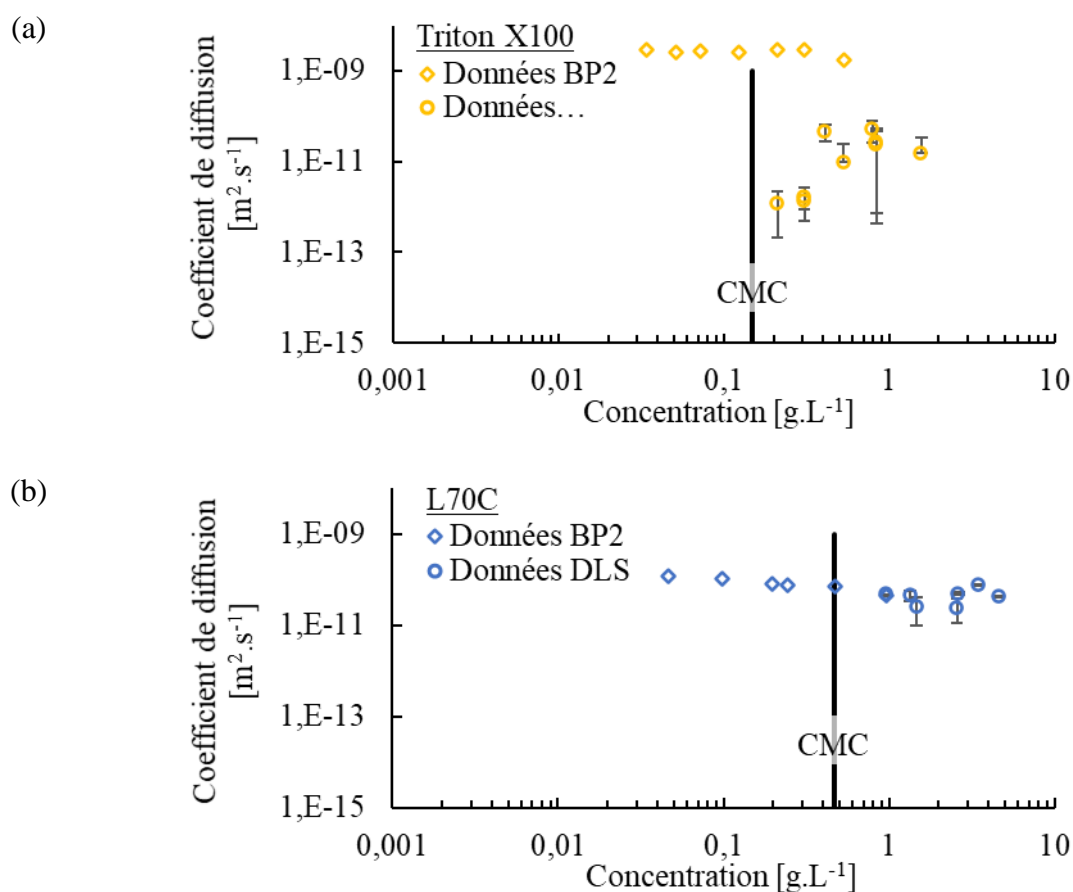 (a)
Triton X100
Données BP2
Données…
Coefficient de diffusion
[m².s⁻¹]
1,E-09
1,E-11
1,E-13
1,E-15
CMC
0,001 0,01 0,1 1 10
Concentration [g.L⁻¹]
(b)
L70C
Données BP2
Données DLS
Coefficient de diffusion
[m².s⁻¹]
1,E-09
1,E-11
1,E-13
1,E-15
CMC
0,001 0,01 0,1 1 10
Concentration [g.L⁻¹]